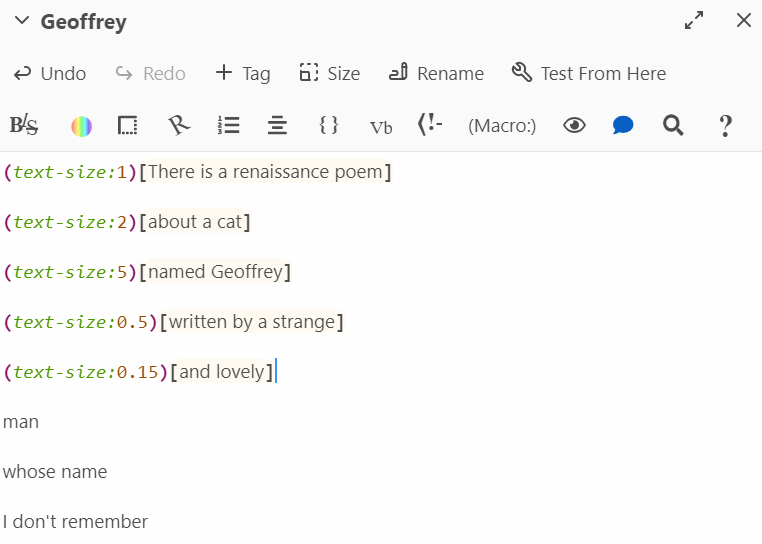 Geoffrey
Undo Redo Tag Size Rename Test From Here
B/S Vb (Macro:) ?
(text-size:1)[There is a renaissance poem]
(text-size:2)[about a cat]
(text-size:5)[named Geoffrey]
(text-size:0.5)[written by a strange]
(text-size:0.15)[and lovely]
man
whose name
I don't remember